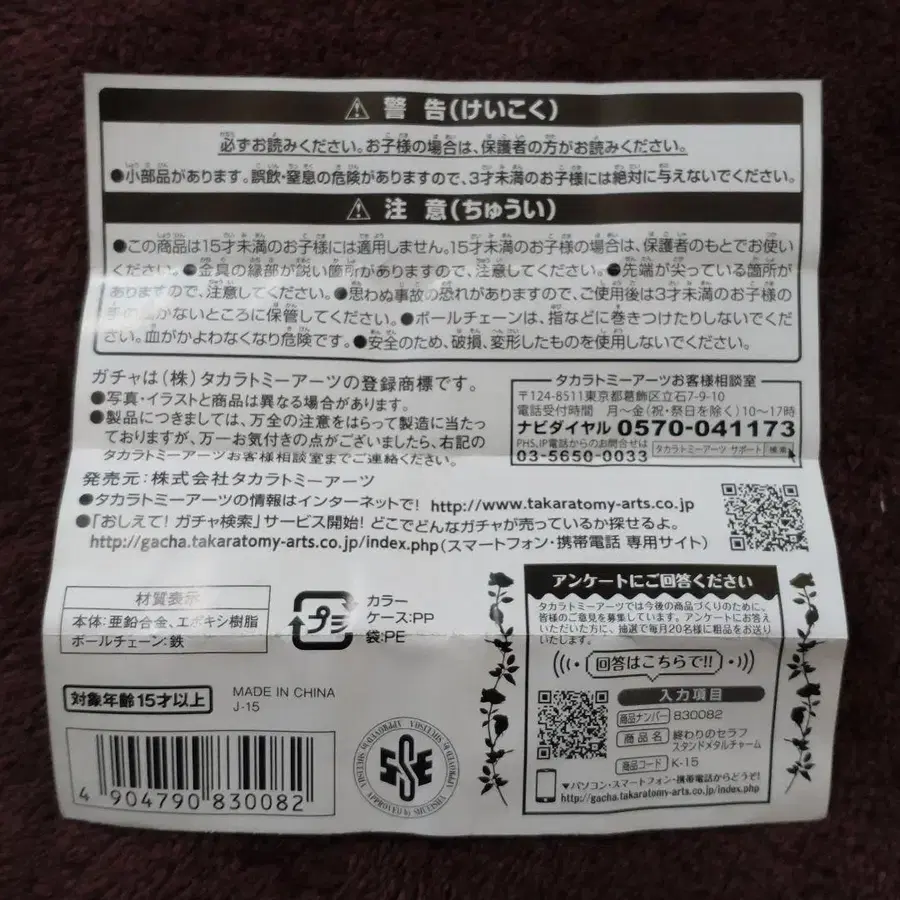 ⚠ 警 告(けいこく)
必ずお読みください。お子様の場合は、保護者の方がお読みください。
●小部品があります。誤飲・窒息の危険がありますので、3才未満のお子様には絶対に与えないでください。
⚠ 注 意(ちゅうい)
●この商品は15才未満のお子様には適用しません。15才未満のお子様の場合は、保護者のもとでお使い
ください。●金具の縁部が鋭い箇所がありますので、注意してください。●先端が尖っている箇所が
ありますので、注意してください。●思わぬ事故の恐れがありますので、ご使用後は3才未満のお子様の
手の届かないところに保管してください。●ボールチェーンは、指などに巻きつけたりしないでくだ
さい。血がかよわなくなり危険です。●安全のため、破損、変形したものを使用しないでください。
ガチャは(株)タカラトミーアーツの登録商標です。
●写真・イラストと商品は異なる場合があります。
●製品につきましては、万全の注意をはらって製造に当たっ
ておりますが、万一お気付きの点がございましたら、右記の
タカラトミーアーツお客様相談室までご連絡ください。
タカラトミーアーツお客様相談室
〒124-8511東京都葛飾区立石7-9-10
電話受付時間 月〜金(祝・祭日を除く)10〜17時
ナビダイヤル 0570-041173
PHS,IP電話からのお問合せは
03-5650-0033 タカラトミーアーツ サポート 検索
発売元:株式会社タカラトミーアーツ
●タカラトミーアーツの情報はインターネットで! http://www.takaratomy-arts.co.jp
●「おしえて!ガチャ検索」サービス開始!どこでどんなガチャが売っているか探せるよ。
http://gacha.takaratomy-arts.co.jp/index.php(スマートフォン・携帯電話 専用サイト)
材質表示
本体:亜鉛合金、エポキシ樹脂
ボールチェーン:鉄
プラ
カラー
ケース:PP
袋:PE
対象年齢15才以上
MADE IN CHINA
J-15
4 904790 830082
APPROVED by SHUEISHA APPROVED by SHUEISHA APPROVED by SHUEISHA
アンケートにご回答ください
タカラトミーアーツでは今後の商品づくりのために、
皆様のご意見を募集しています。アンケートにお答え
いただいた方に、抽選で毎月20名様に粗品をお送り
いたします。
回答はこちらで!!
入力項目
商品ナンバー 830082
商品名 終わりのセラフ
スタンドメタルチャーム
商品コード K-15
▼パソコン・スマートフォン・携帯電話からどうぞ!
http://gacha.takaratomy-arts.co.jp/index.php